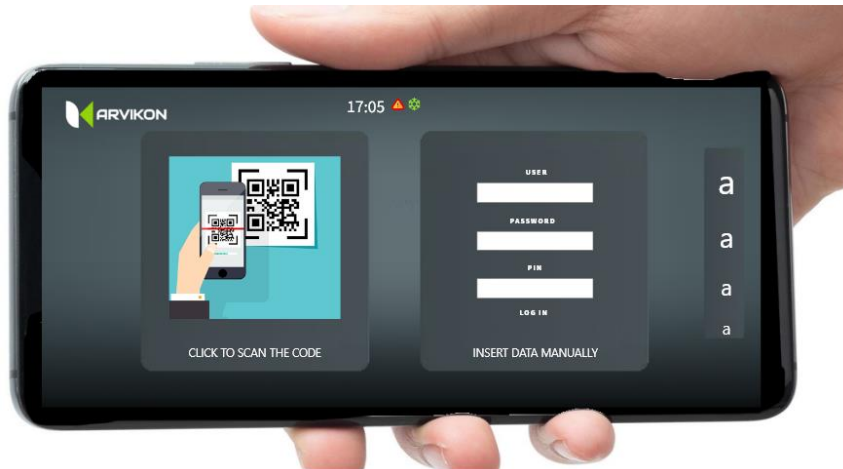 ARVIKON
17:05
CLICK TO SCAN THE CODE
USER
PASSWORD
PIN
LOG IN
INSERT DATA MANUALLY
a
a
a
a